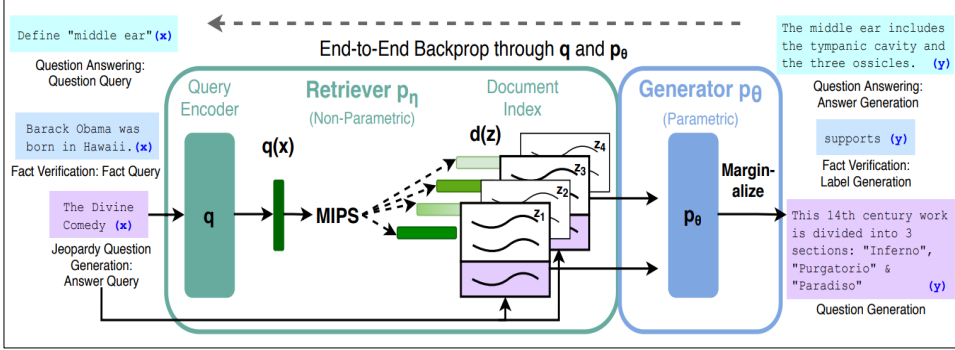 End-to-End Backprop through q and pθ
Define "middle ear"(x)
Question Answering:
Question Query
Barack Obama was
born in Hawaii.(x)
Fact Verification: Fact Query
The Divine
Comedy (x)
Jeopardy Question
Generation:
Answer Query
Query
Encoder
q
q(x)
Retriever pη
(Non-Parametric)
MIPS
Document
Index
d(z)
z4
z3
z2
z1
Generator pθ
(Parametric)
pθ
Margin-
alize
The middle ear includes
the tympanic cavity and
the three ossicles. (y)
Question Answering:
Answer Generation
supports (y)
Fact Verification:
Label Generation
This 14th century work
is divided into 3
sections: "Inferno",
"Purgatorio" &
"Paradiso" (y)
Question Generation